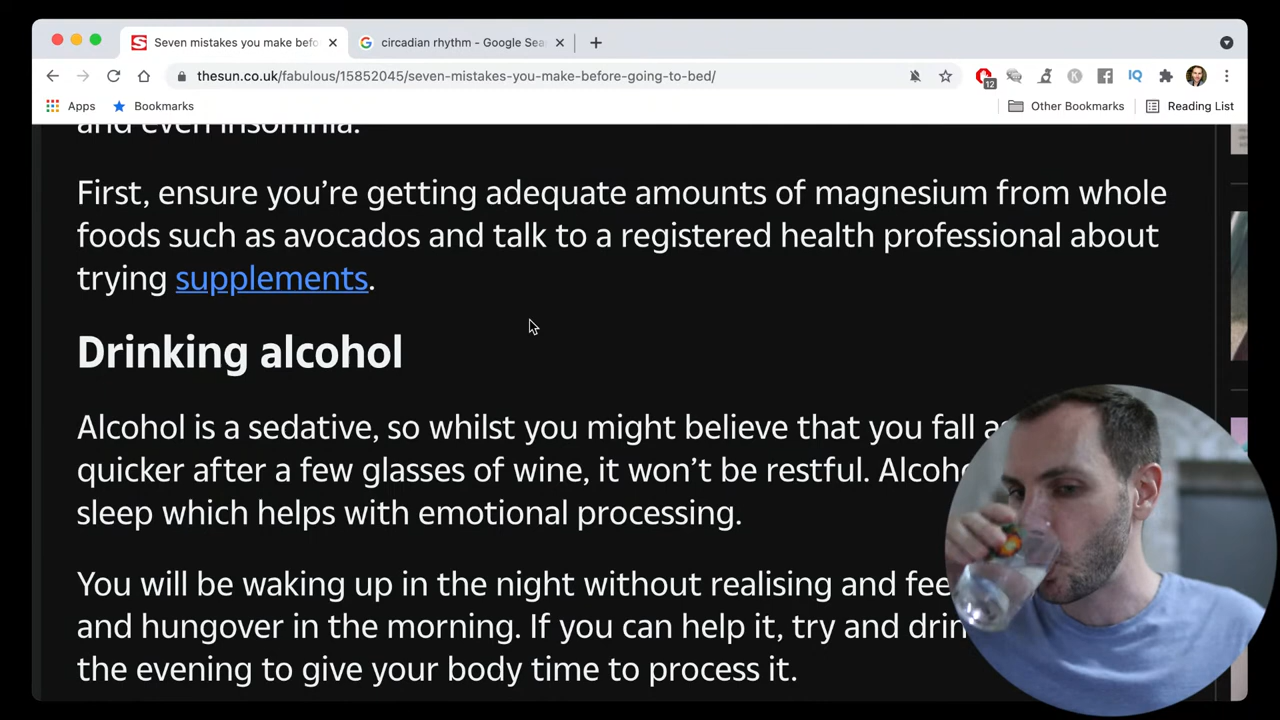 Seven mistakes you make befo
circadian rhythm - Google Sea
thesun.co.uk/fabulous/15852045/seven-mistakes-you-make-before-going-to-bed/
12
K
IQ
Apps
Bookmarks
Other Bookmarks
Reading List
and even insomnia.
First, ensure you’re getting adequate amounts of magnesium from whole
foods such as avocados and talk to a registered health professional about
trying supplements.
Drinking alcohol
Alcohol is a sedative, so whilst you might believe that you fall as
quicker after a few glasses of wine, it won’t be restful. Alcoho
sleep which helps with emotional processing.
You will be waking up in the night without realising and fee
and hungover in the morning. If you can help it, try and drin
the evening to give your body time to process it.